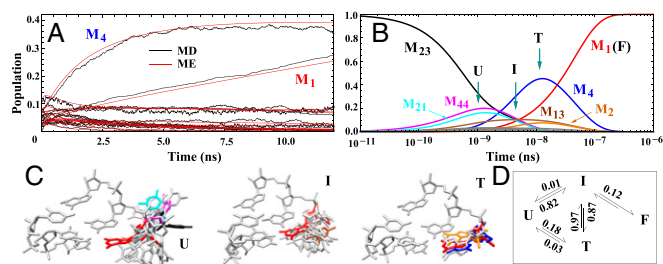 A
B
C
D
Population
0.4
0.2
0.1
0
2.5
5.0
7.5
10.0
Time (ns)
M4
M1
MD
ME
1.0
0.8
0.6
0.4
0.2
0.0
10−11
10−10
10−9
10−8
10−7
10−6
Time (ns)
M23
U
I
T
M1(F)
M4
M44
M21
M13
M2
U
I
T
I
U
F
T
0.01
0.82
0.12
0.97
0.87
0.18
0.03